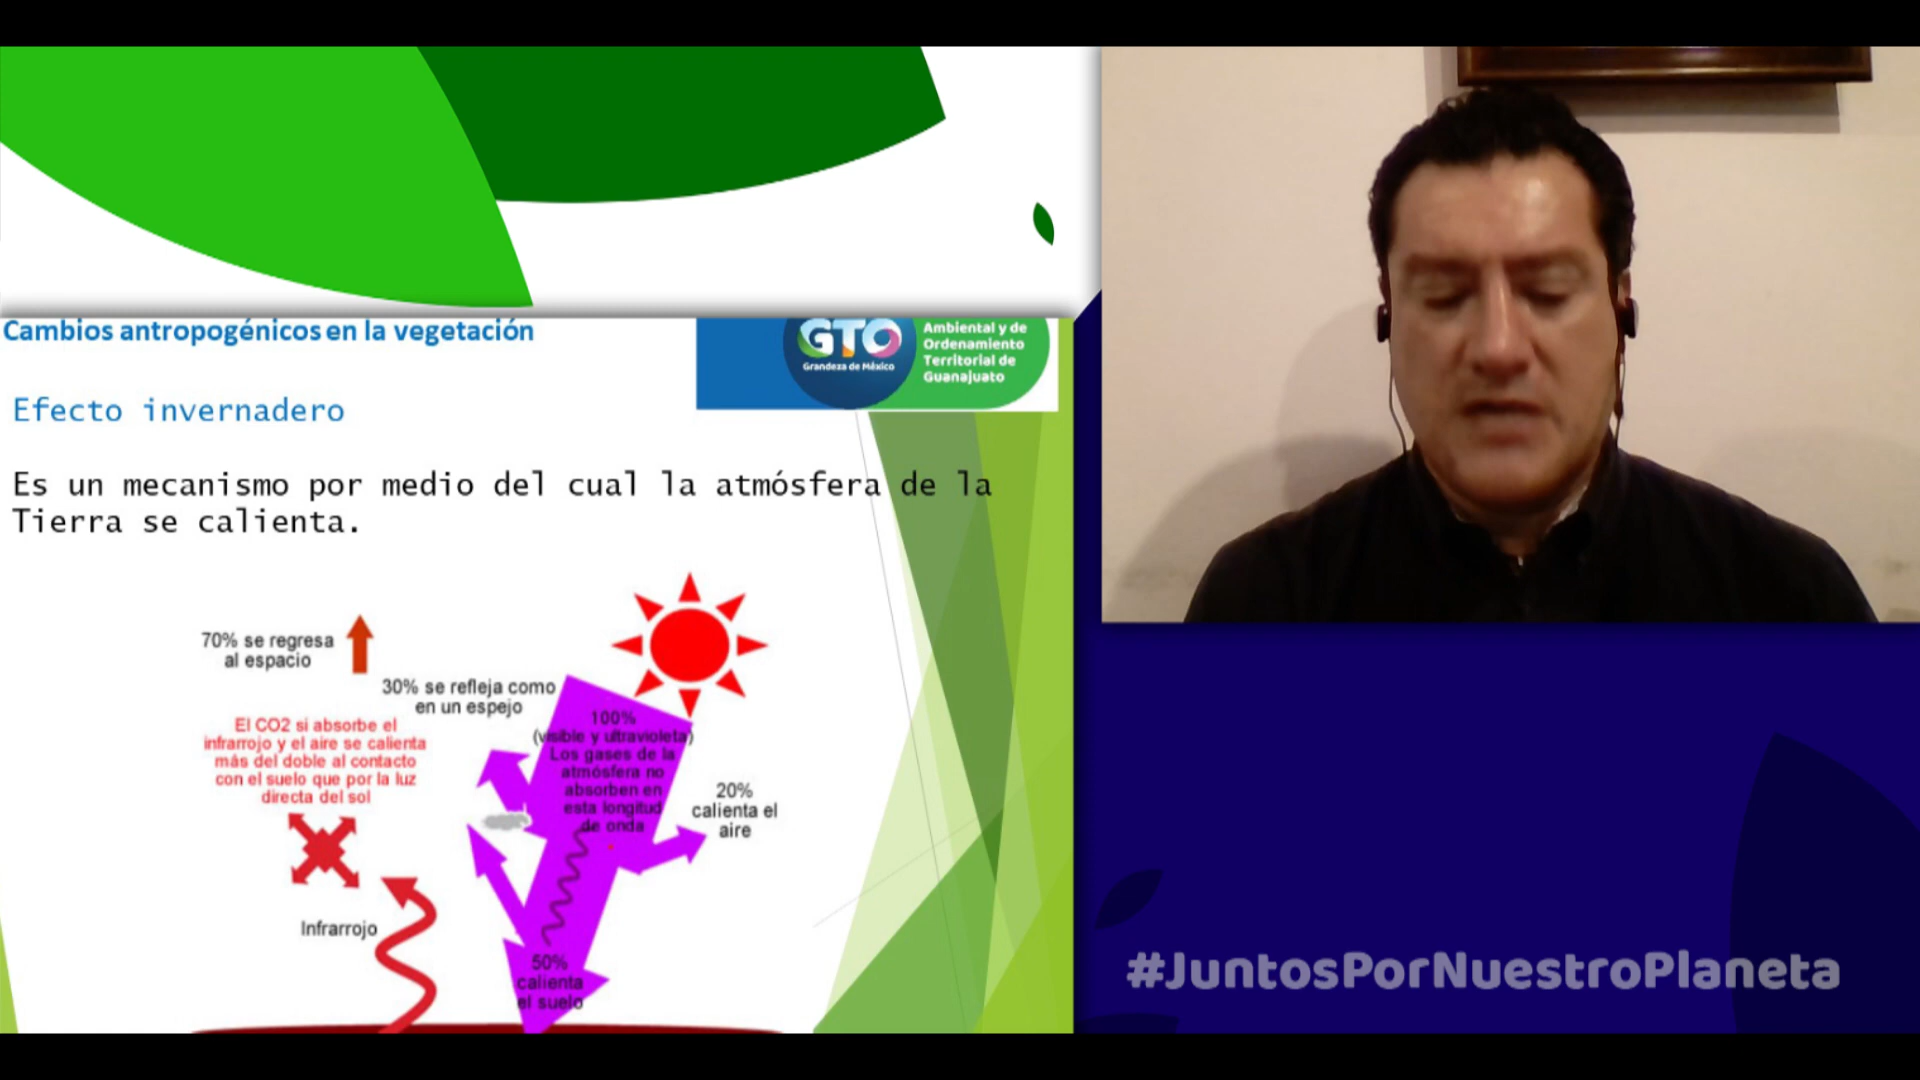 Cambios antropogénicos en la vegetación
GTO
Grandeza de México
Ambiental y de
Ordenamiento
Territorial de
Guanajuato
Efecto invernadero
Es un mecanismo por medio del cual la atmósfera de la
Tierra se calienta.
70% se regresa
al espacio
30% se refleja como
en un espejo
El CO2 si absorbe el
infrarrojo y el aire se calienta
más del doble al contacto
con el suelo que por la luz
directa del sol
100%
(visible y ultravioleta)
Los gases de la
atmósfera no
absorben en
esta longitud
de onda
20%
calienta el
aire
Infrarrojo
50%
calienta
el suelo
#JuntosPorNuestroPlaneta